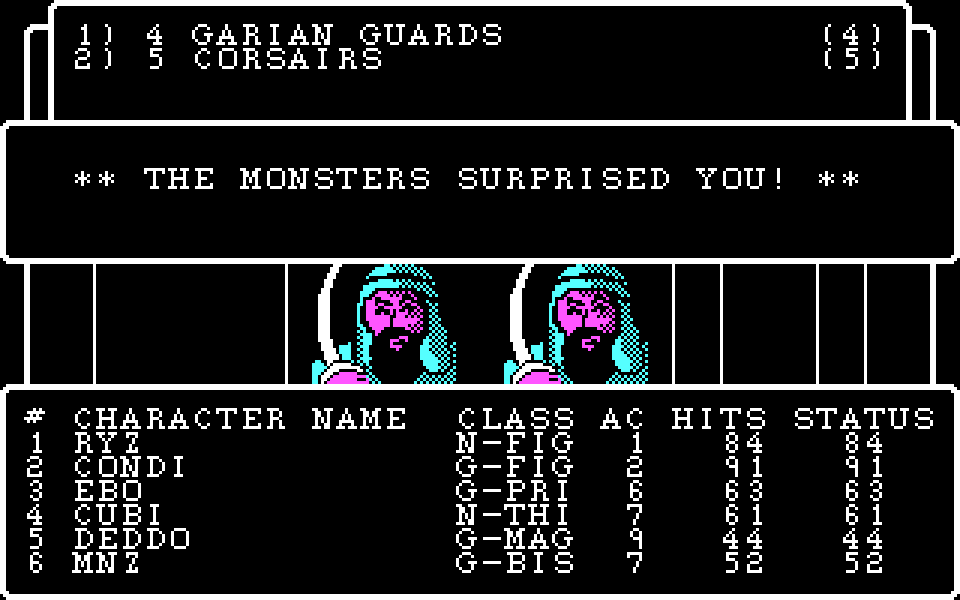 1) 4 GARIAN GUARDS (4)
2) 5 CORSAIRS (5)
** THE MONSTERS SURPRISED YOU! **
# CHARACTER NAME CLASS AC HITS STATUS
1 RYZ N-FIG 1 84 84
2 CONDI G-FIG 2 91 91
3 EBO G-PRI 6 63 63
4 CUBI N-THI 7 61 61
5 DEDDO G-MAG 9 44 44
6 MNZ G-BIS 7 52 52